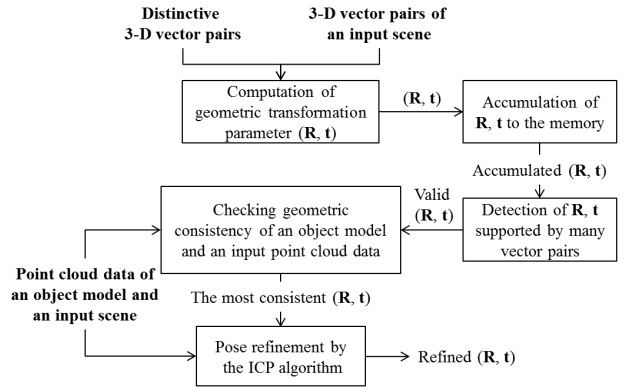 Distinctive
3-D vector pairs
3-D vector pairs of
an input scene
Computation of
geometric transformation
parameter (R, t)
(R, t)
Accumulation of
R, t to the memory
Accumulated (R, t)
Detection of R, t
supported by many
vector pairs
Valid
(R, t)
Checking geometric
consistency of an object model
and an input point cloud data
Point cloud data of
an object model and
an input scene
The most consistent (R, t)
Pose refinement by
the ICP algorithm
Refined (R, t)